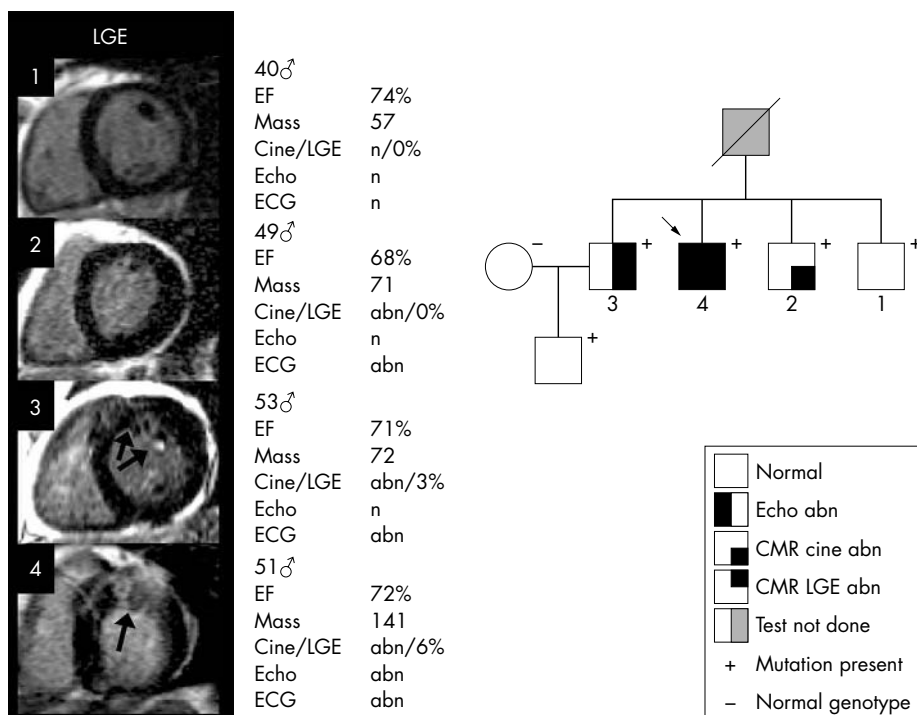 LGE
1
40♂
EF 74%
Mass 57
Cine/LGE n/0%
Echo n
ECG n
2
49♂
EF 68%
Mass 71
Cine/LGE abn/0%
Echo n
ECG abn
3
53♂
EF 71%
Mass 72
Cine/LGE abn/3%
Echo n
ECG abn
4
51♂
EF 72%
Mass 141
Cine/LGE abn/6%
Echo abn
ECG abn
– + + + +
3 4 2 1
+
Normal
Echo abn
CMR cine abn
CMR LGE abn
Test not done
+ Mutation present
– Normal genotype